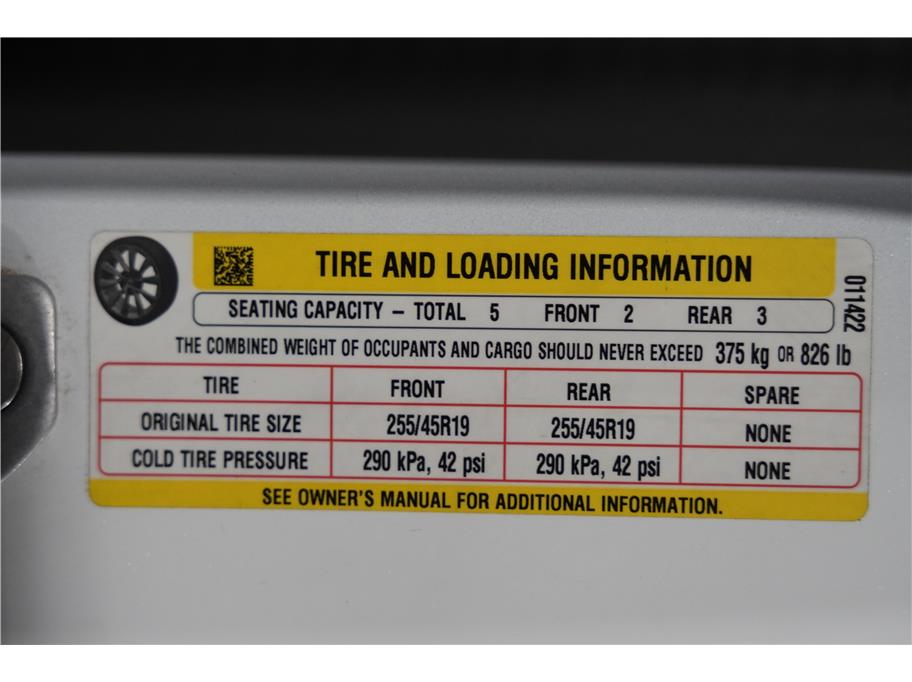 TIRE AND LOADING INFORMATION
SEATING CAPACITY – TOTAL 5 FRONT 2 REAR 3
011422
THE COMBINED WEIGHT OF OCCUPANTS AND CARGO SHOULD NEVER EXCEED 375 kg OR 826 lb
TIRE FRONT REAR SPARE
ORIGINAL TIRE SIZE 255/45R19 255/45R19 NONE
COLD TIRE PRESSURE 290 kPa, 42 psi 290 kPa, 42 psi NONE
SEE OWNER'S MANUAL FOR ADDITIONAL INFORMATION.